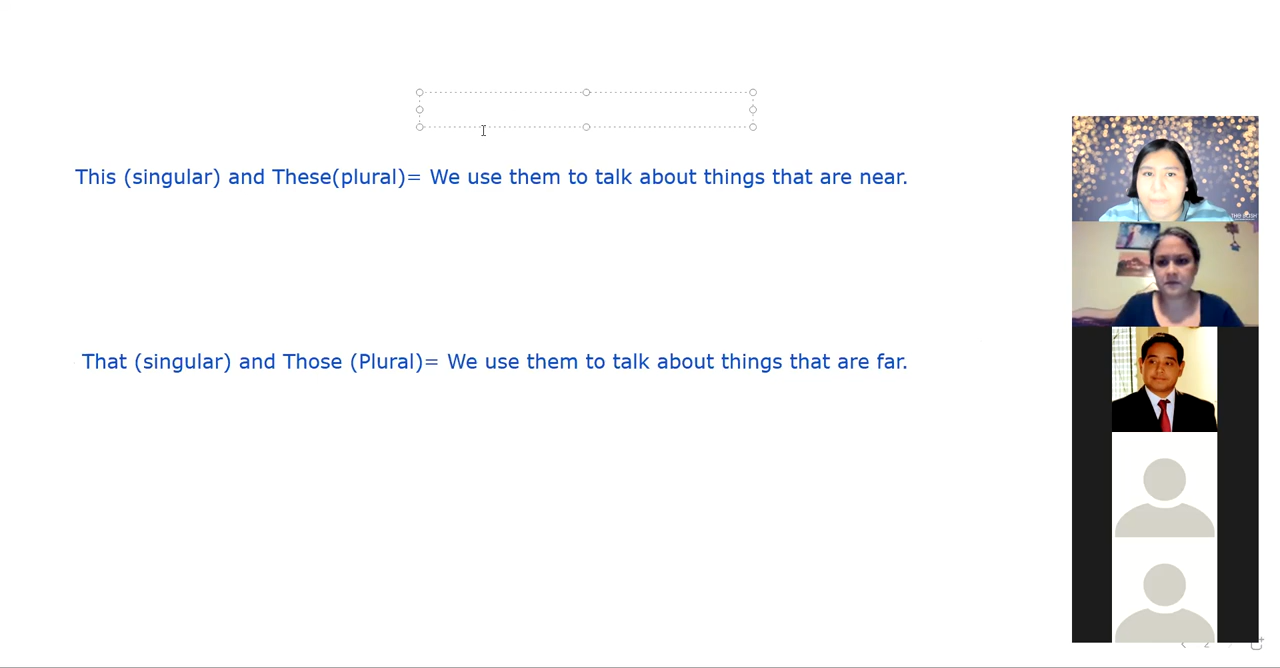 This (singular) and These(plural)= We use them to talk about things that are near.
That (singular) and Those (Plural)= We use them to talk about things that are far.